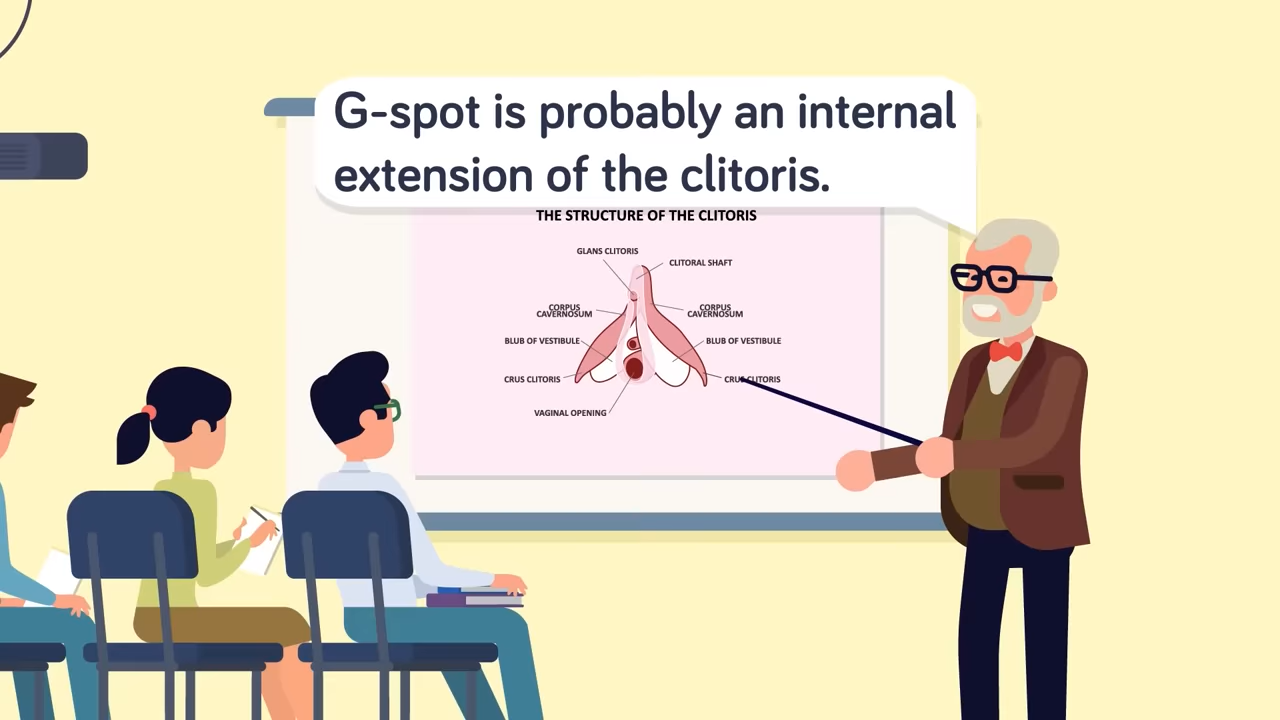 G-spot is probably an internal
extension of the clitoris.
THE STRUCTURE OF THE CLITORIS
GLANS CLITORIS
CLITORAL SHAFT
CORPUS
CAVERNOSUM
CORPUS
CAVERNOSUM
BLUB OF VESTIBULE
BLUB OF VESTIBULE
CRUS CLITORIS
CRUS CLITORIS
VAGINAL OPENING